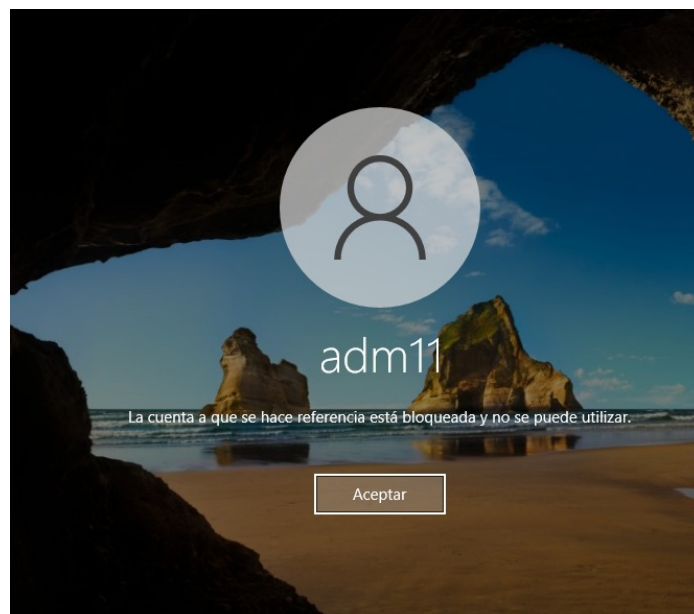 adm11
La cuenta a que se hace referencia está bloqueada y no se puede utilizar.
Aceptar